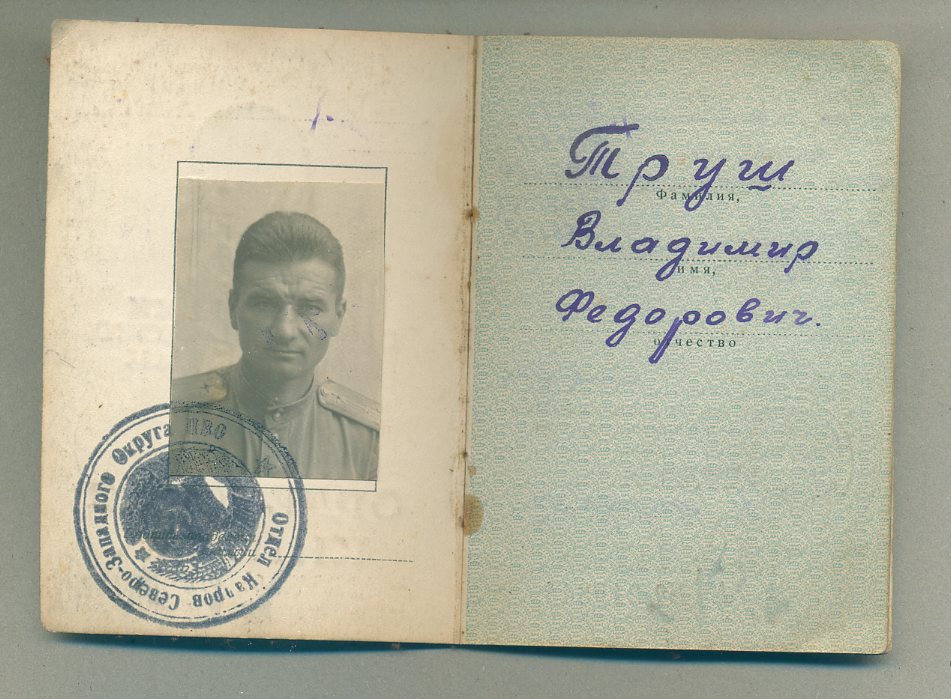 Отдел Кадров Северо-Западного Округа ПВО
Труш
Фамилия,
Владимир
имя,
Федорович.
отчество